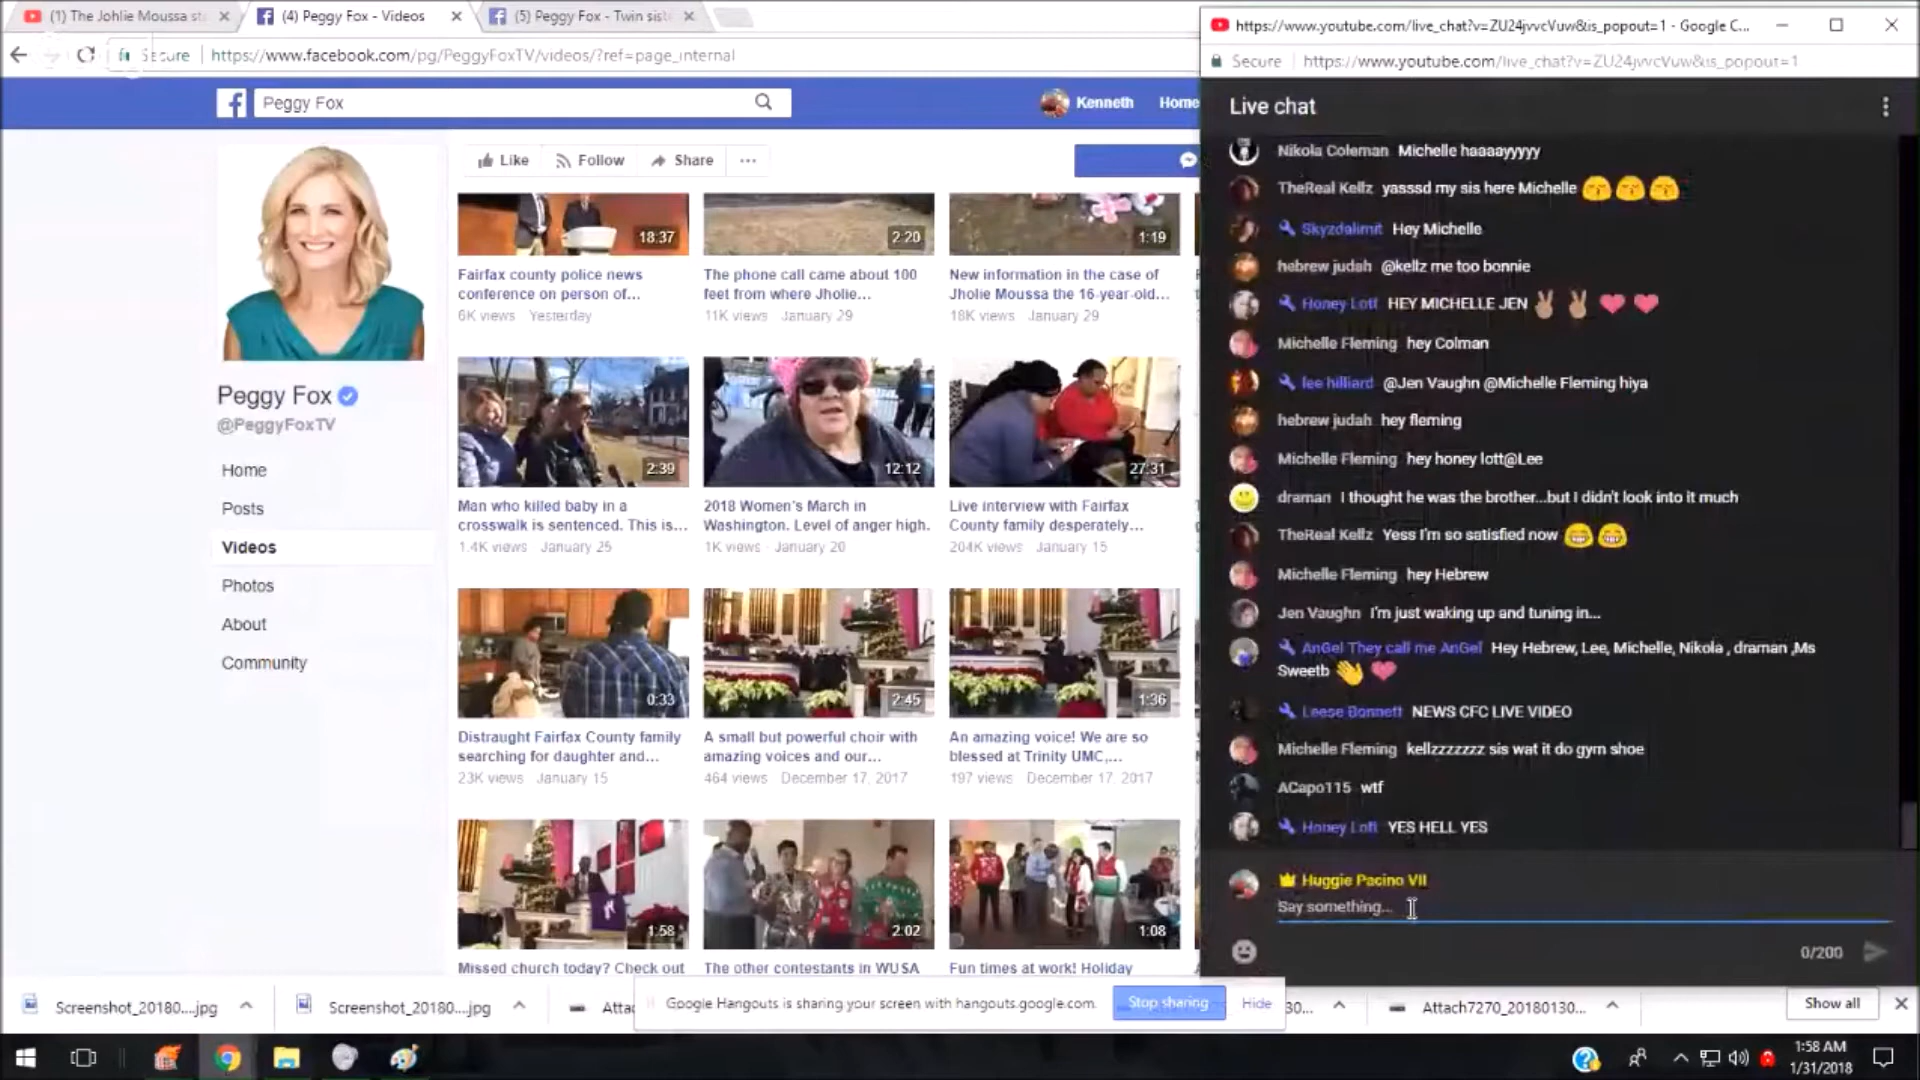 (1) The Johlie Moussa st
(4) Peggy Fox - Videos
(5) Peggy Fox - Twin sist
Secure
https://www.facebook.com/pg/PeggyFoxTV/videos/?ref=page_internal
Peggy Fox
Kenneth
Home
Like
Follow
Share
Peggy Fox
@PeggyFoxTV
Home
Posts
Videos
Photos
About
Community
18:37
2:20
1:19
Fairfax county police news
conference on person of...
6K views Yesterday
The phone call came about 100
feet from where Jholie...
11K views January 29
New information in the case of
Jholie Moussa the 16-year-old...
18K views January 29
2:39
12:12
27:31
Man who killed baby in a
crosswalk is sentenced. This is...
1.4K views January 25
2018 Women's March in
Washington. Level of anger high.
1K views · January 20
Live interview with Fairfax
County family desperately...
204K views · January 15
0:33
2:45
1:36
Distraught Fairfax County family
searching for daughter and...
23K views · January 15
A small but powerful choir with
amazing voices and our...
464 views · December 17, 2017
An amazing voice! We are so
blessed at Trinity UMC,...
197 views · December 17, 2017
1:58
2:02
1:08
Missed church today? Check out
The other contestants in WUSA
Fun times at work! Holiday
https://www.youtube.com/live_chat?v=ZU24jvvcVuw&is_popout=1 - Google C...
Secure
https://www.youtube.com/live_chat?v=ZU24jvvcVuw&is_popout=1
Live chat
Nikola Coleman Michelle haaaayyyyy
TheReal Kellz yasssd my sis here Michelle
Skyzdalimit Hey Michelle
hebrew judah @kellz me too bonnie
Honey Lott HEY MICHELLE JEN
Michelle Fleming hey Colman
lee hilliard @Jen Vaughn @Michelle Fleming hiya
hebrew judah hey fleming
Michelle Fleming hey honey lott@Lee
draman I thought he was the brother...but I didn't look into it much
TheReal Kellz Yess I'm so satisfied now
Michelle Fleming hey Hebrew
Jen Vaughn I'm just waking up and tuning in...
AnGel They call me AnGel Hey Hebrew, Lee, Michelle, Nikola , draman ,Ms
Sweetb
Leese Bonnett NEWS CFC LIVE VIDEO
Michelle Fleming kellzzzzzzz sis wat it do gym shoe
ACapo115 wtf
Honey Lott YES HELL YES
Huggie Pacino VII
Say something...
0/200
Screenshot_20180....jpg
Screenshot_20180....jpg
Attac
Google Hangouts is sharing your screen with hangouts.google.com.
Stop sharing
Hide
30...
Attach7270_20180130...
Show all
1:58 AM
1/31/2018